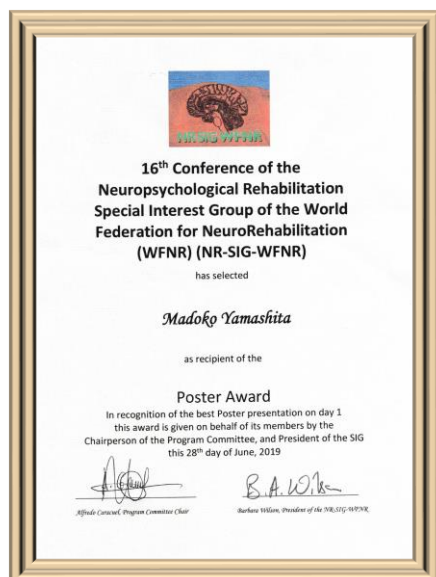 NR-SIG-WFNR
16th Conference of the
Neuropsychological Rehabilitation
Special Interest Group of the World
Federation for NeuroRehabilitation
(WFNR) (NR-SIG-WFNR)
has selected
Madoko Yamashita
as recipient of the
Poster Award
In recognition of the best Poster presentation on day 1
this award is given on behalf of its members by the
Chairperson of the Program Committee, and President of the SIG
this 28th day of June, 2019
B.A. Wilson
Alfredo Caracuel, Program Committee Chair
Barbara Wilson, President of the NR-SIG-WFNR